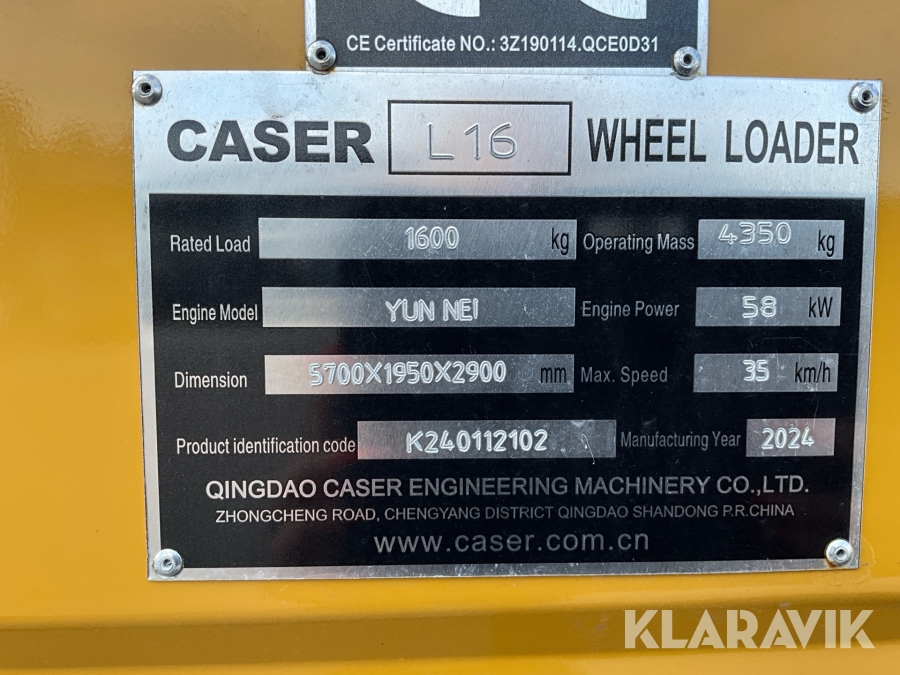 CE Certificate NO.: 3Z190114.QCE0D31
CASER L16 WHEEL LOADER
Rated Load 1600 kg Operating Mass 4350 kg
Engine Model YUN NEI Engine Power 58 kW
Dimension 5700X1950X2900 mm Max. Speed 35 km/h
Product identification code K240112102 Manufacturing Year 2024
QINGDAO CASER ENGINEERING MACHINERY CO.,LTD.
ZHONGCHENG ROAD, CHENGYANG DISTRICT QINGDAO SHANDONG P.R.CHINA
www.caser.com.cn
KLARAVIK